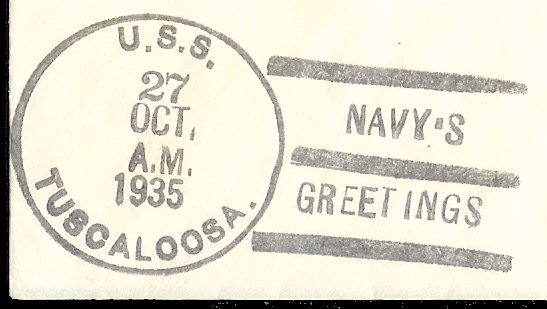 U.S.S.
27
OCT.
A.M.
1935
TUSCALOOSA.
NAVY'S
GREETINGS